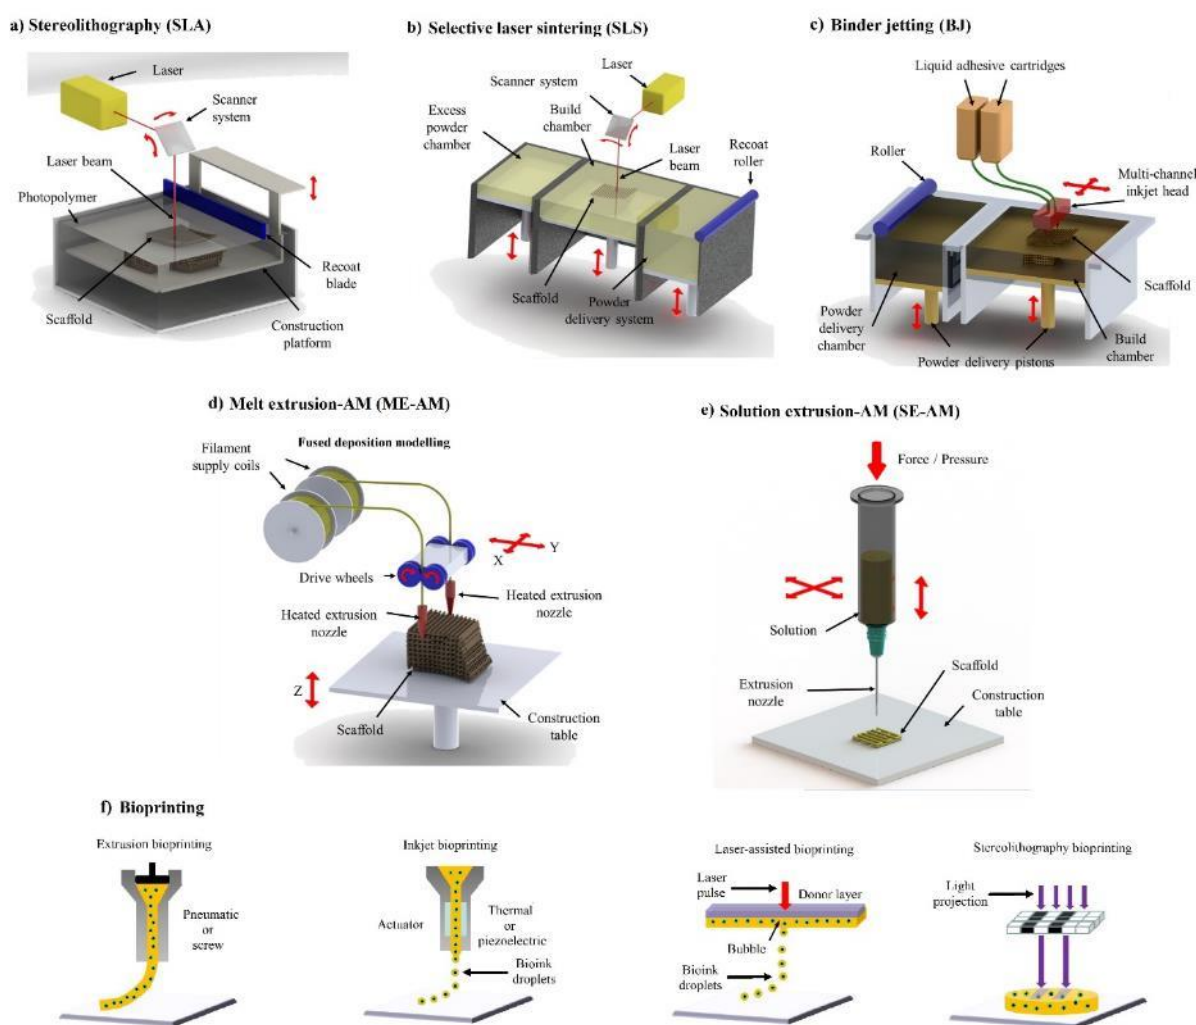 a) Stereolithography (SLA)
Laser
Scanner
system
Laser beam
Photopolymer
Recoat
blade
Scaffold
Construction
platform
b) Selective laser sintering (SLS)
Laser
Scanner system
Build
chamber
Excess
powder
chamber
Laser
beam
Recoat
roller
Scaffold
Powder
delivery system
c) Binder jetting (BJ)
Liquid adhesive cartridges
Roller
Multi-channel
inkjet head
Scaffold
Powder
delivery
chamber
Build
chamber
Powder delivery pistons
d) Melt extrusion-AM (ME-AM)
Fused deposition modelling
Filament
supply coils
X
Y
Drive wheels
Heated extrusion
nozzle
Heated extrusion
nozzle
Z
Scaffold
Construction
table
e) Solution extrusion-AM (SE-AM)
Force / Pressure
Solution
Extrusion
nozzle
Scaffold
Construction
table
f) Bioprinting
Extrusion bioprinting
Pneumatic
or
screw
Inkjet bioprinting
Actuator
Thermal
or
piezoelectric
Bioink
droplets
Laser-assisted bioprinting
Laser
pulse
Donor layer
Bubble
Bioink
droplets
Stereolithography bioprinting
Light
projection